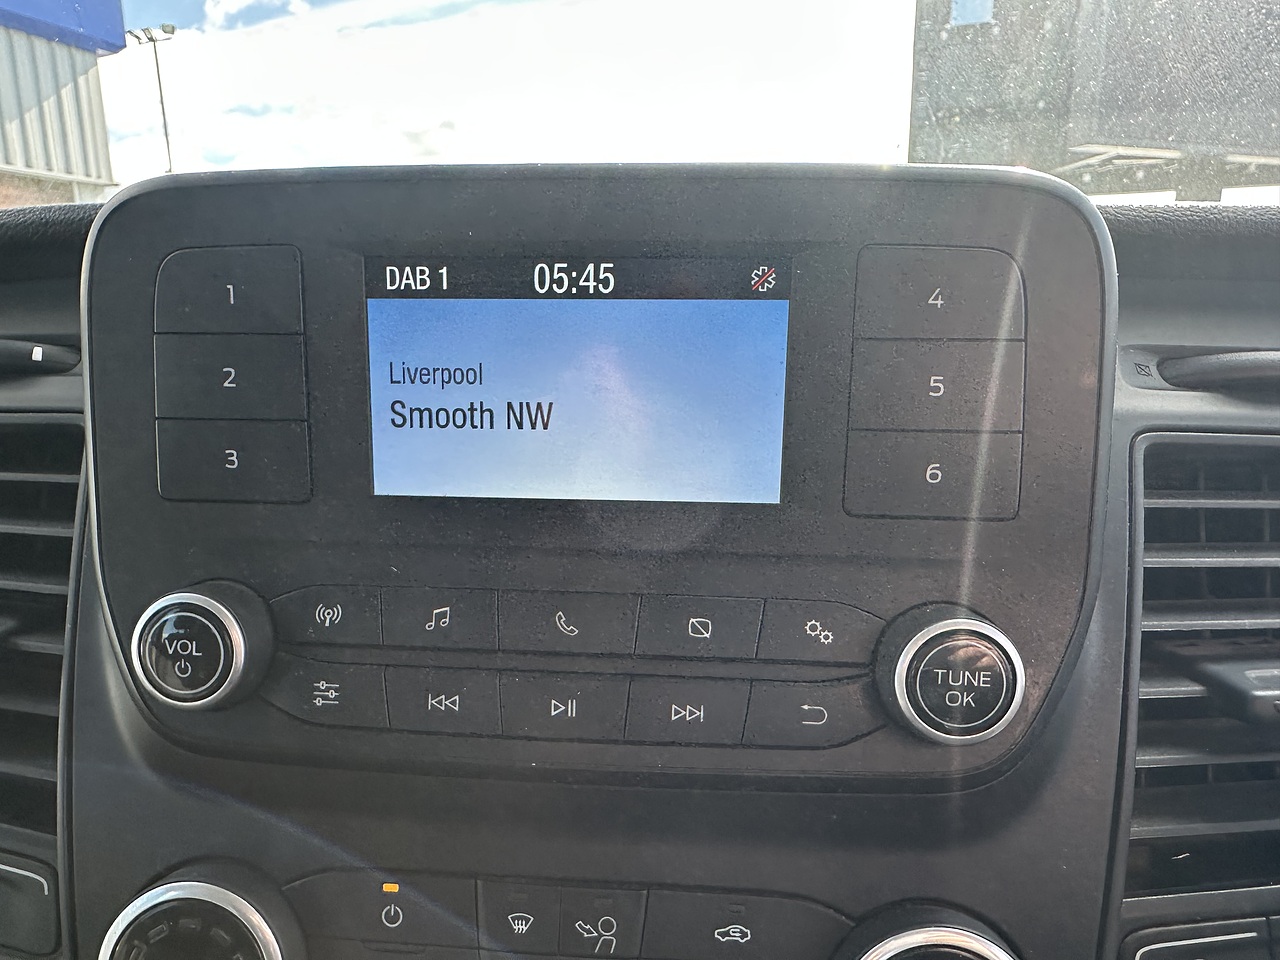 DAB 1 05:45
Liverpool
Smooth NW
1
2
3
4
5
6
VOL
TUNE
OK